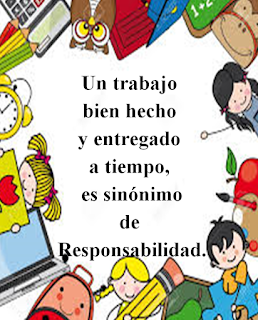 Un trabajo
bien hecho
y entregado
a tiempo,
es sinónimo
de
Responsabilidad.